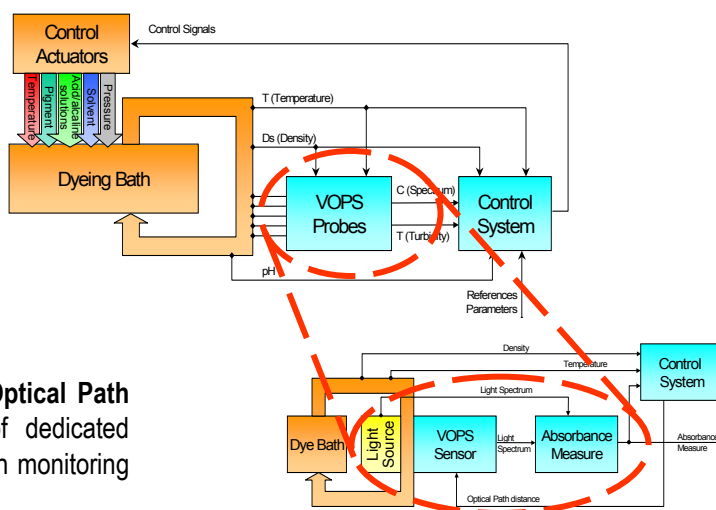 Control
Actuators
Control Signals
Temperature
Pigment
Acid/alcaline
solutions
Solvent
Pressure
T (Temperature)
Ds (Density)
Dyeing Bath
VOPS
Probes
C (Spectrum)
T (Turbidity)
Control
System
pH
References
Parameters
Optical Path
of dedicated
n monitoring
Density
Temperature
Control
System
Light Spectrum
Dye Bath
Light
Source
VOPS
Sensor
Light
Spectrum
Absorbance
Measure
Absorbance
Measure
Optical Path distance